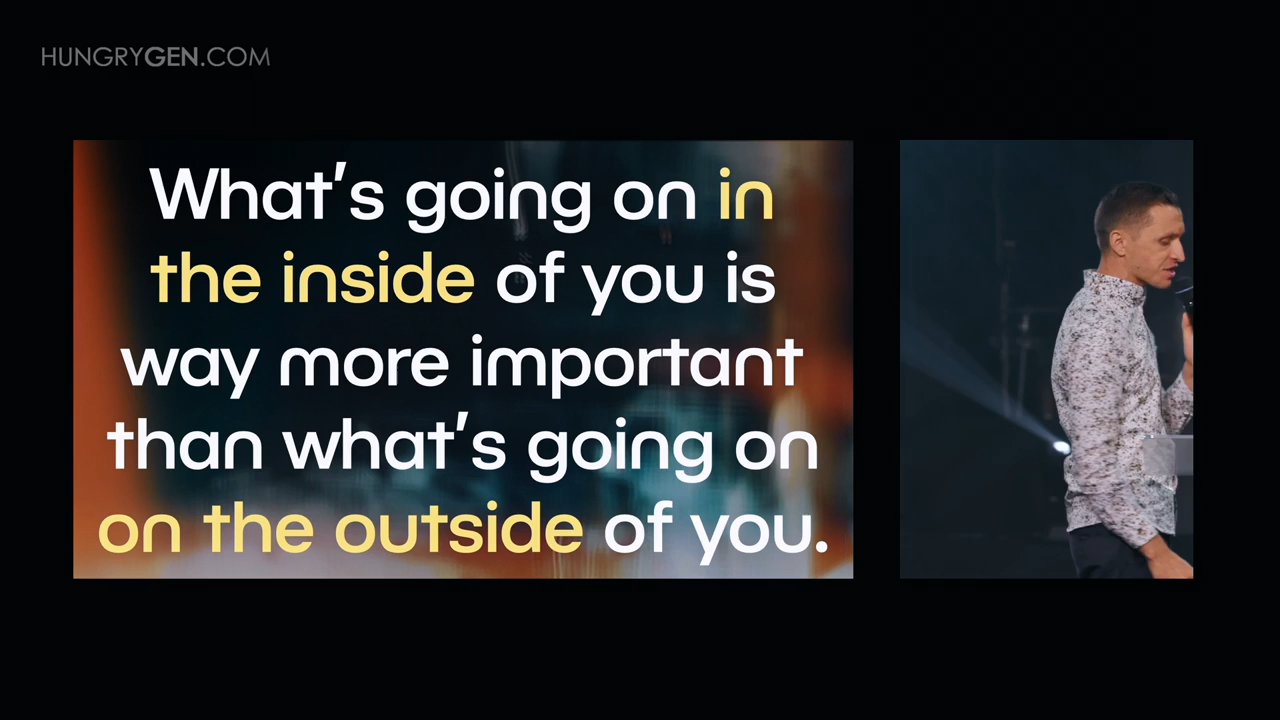 HUNGRYGEN.COM
What's going on in
the inside of you is
way more important
than what's going on
on the outside of you.